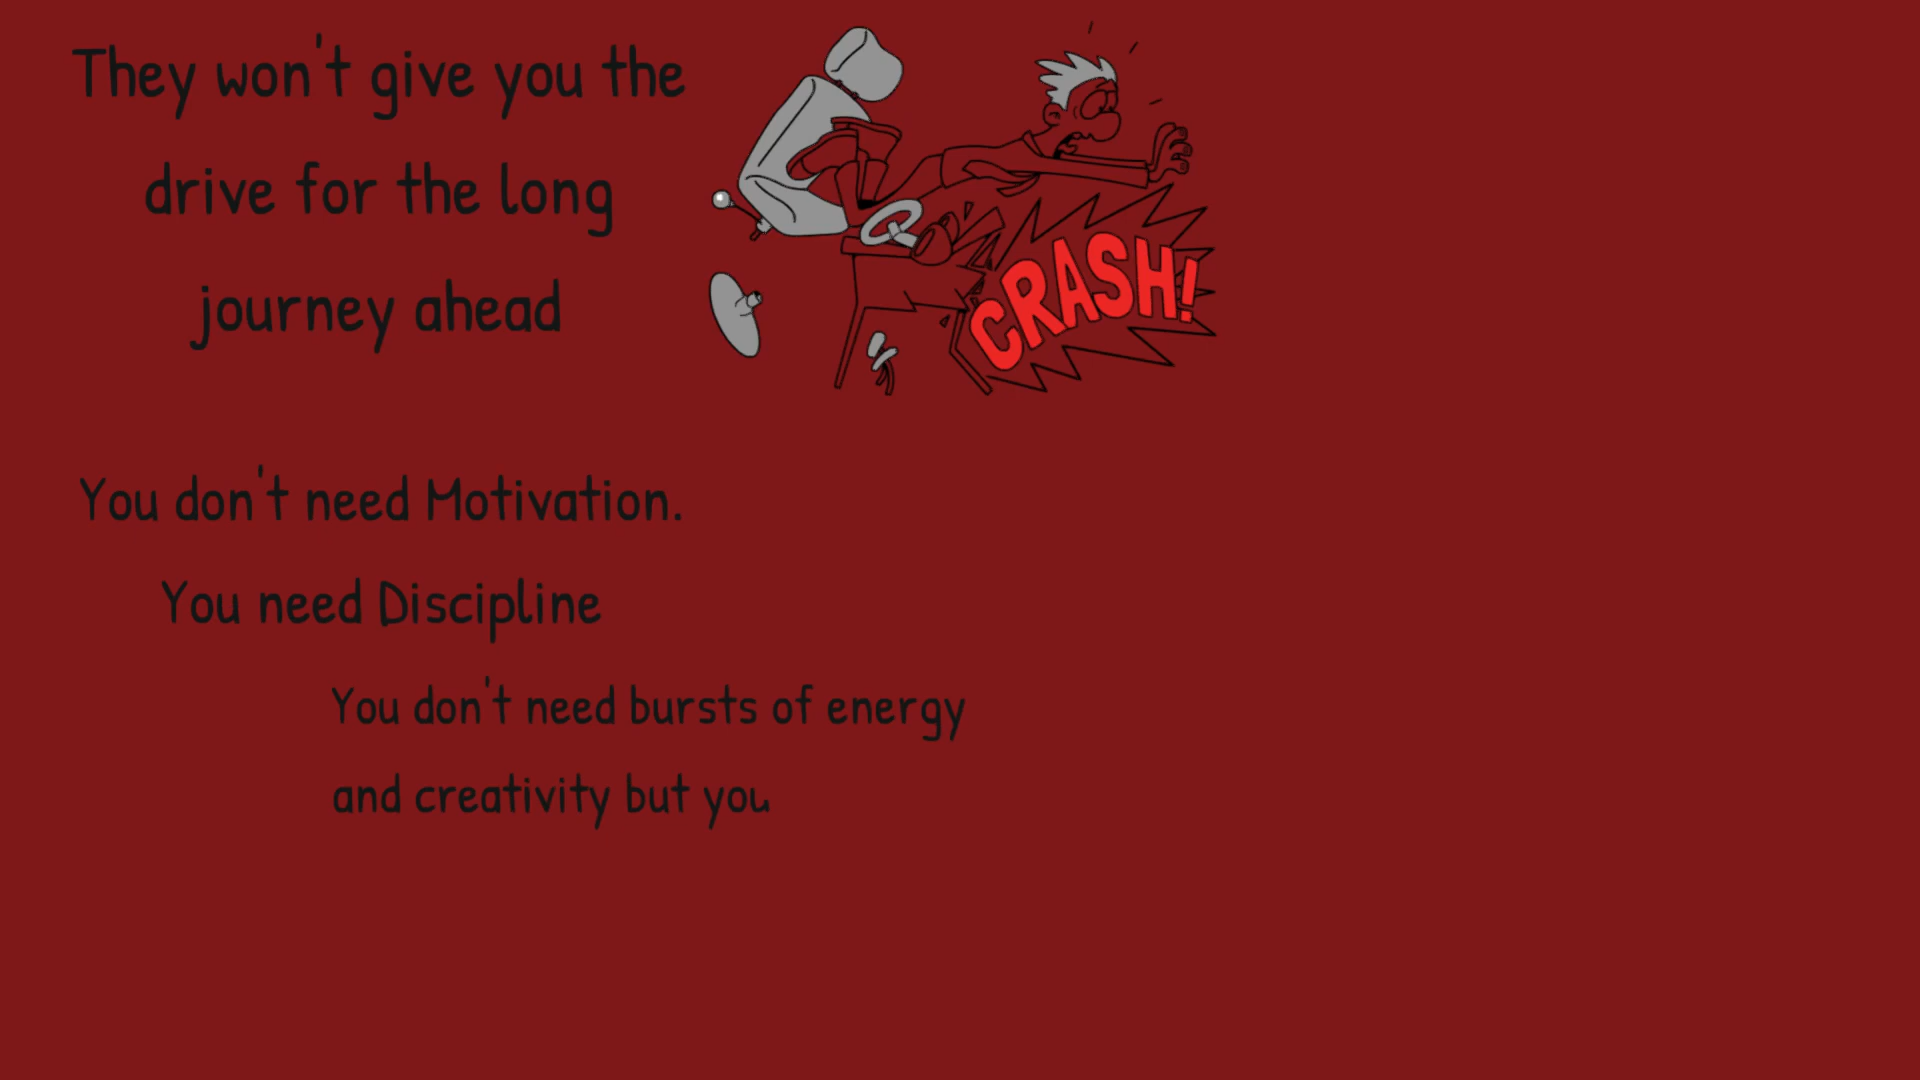 They won't give you the
drive for the long
journey ahead
CRASH!
You don't need Motivation.
You need Discipline
You don't need bursts of energy
and creativity but you